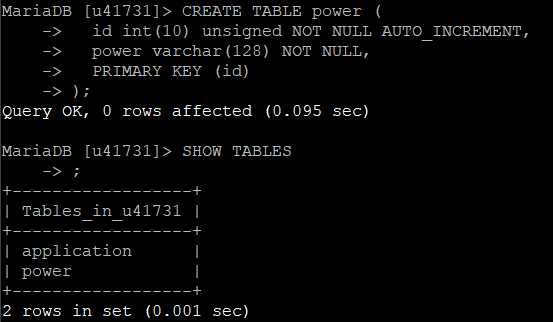 MariaDB [u41731]> CREATE TABLE power (
    ->   id int(10) unsigned NOT NULL AUTO_INCREMENT,
    ->   power varchar(128) NOT NULL,
    ->   PRIMARY KEY (id)
    -> );
Query OK, 0 rows affected (0.095 sec)

MariaDB [u41731]> SHOW TABLES
    -> ;
+------------------+
| Tables_in_u41731 |
+------------------+
| application      |
| power            |
+------------------+
2 rows in set (0.001 sec)